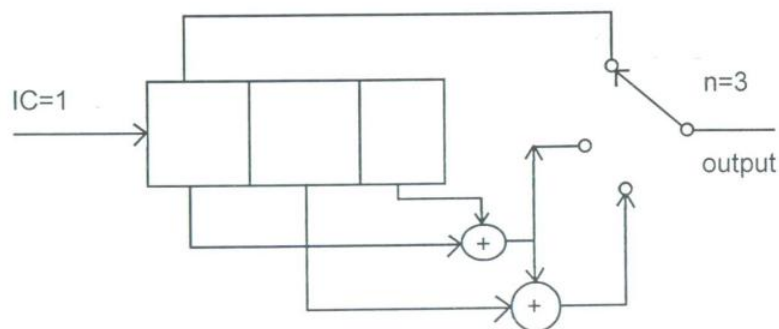 IC=1
n=3
output
+
+